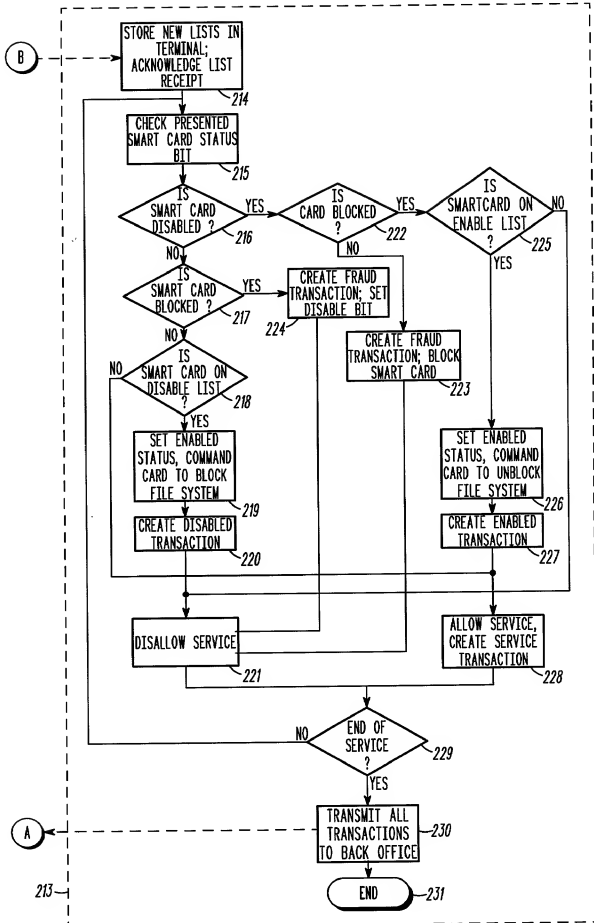 B
STORE NEW LISTS IN
TERMINAL;
ACKNOWLEDGE LIST
RECEIPT
214
CHECK PRESENTED
SMART CARD STATUS
BIT
215
IS
SMART CARD
DISABLED ?
216
YES
NO
IS
CARD BLOCKED
?
222
YES
NO
IS
SMARTCARD ON
ENABLE LIST
?
225
NO
YES
IS
SMART CARD
BLOCKED ?
217
YES
NO
CREATE FRAUD
TRANSACTION; SET
DISABLE BIT
224
CREATE FRAUD
TRANSACTION; BLOCK
SMART CARD
223
NO
IS
SMART CARD ON
DISABLE LIST
?
218
YES
SET ENABLED
STATUS, COMMAND
CARD TO BLOCK
FILE SYSTEM
219
SET ENABLED
STATUS, COMMAND
CARD TO UNBLOCK
FILE SYSTEM
226
CREATE DISABLED
TRANSACTION
220
CREATE ENABLED
TRANSACTION
227
DISALLOW SERVICE
221
ALLOW SERVICE,
CREATE SERVICE
TRANSACTION
228
NO
END OF
SERVICE
?
229
YES
A
TRANSMIT ALL
TRANSACTIONS
TO BACK OFFICE
230
213
END
231